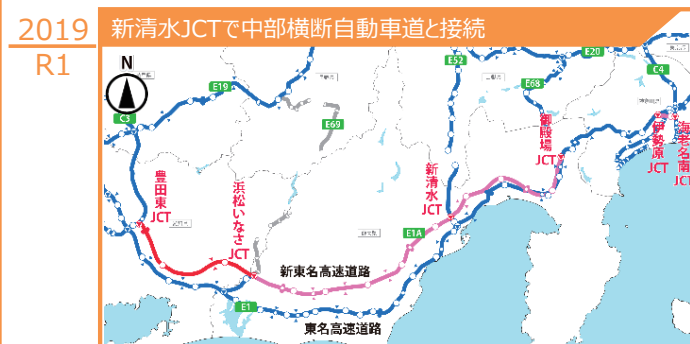 2019
R1
新清水JCTで中部横断自動車道と接続
N
E52
E20
C4
E19
E68
C3
E69
御殿場
JCT
伊勢原
JCT
海老名南
JCT
豊田東
JCT
浜松いなさ
JCT
新清水
JCT
E1A
新東名高速道路
E1
東名高速道路